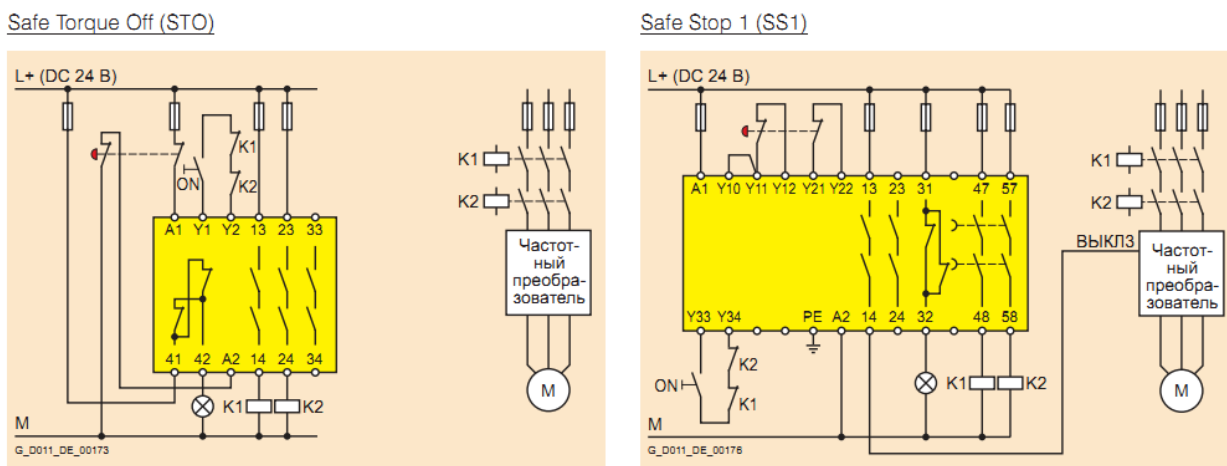 Safe Torque Off (STO)
L+ (DC 24 В)
K1
ON
K2
A1 Y1 Y2 13 23 33
41 42 A2 14 24 34
K1 K2
M
G_D011_DE_00173
K1
K2
Частот-
ный
преобра-
зователь
M
Safe Stop 1 (SS1)
L+ (DC 24 В)
A1 Y10 Y11 Y12 Y21 Y22 13 23 31 47 57
Y33 Y34 PE A2 14 24 32 48 58
K2
ON
K1
K1 K2
M
G_D011_DE_00176
K1
K2
ВЫКЛ3
Частот-
ный
преобра-
зователь
M